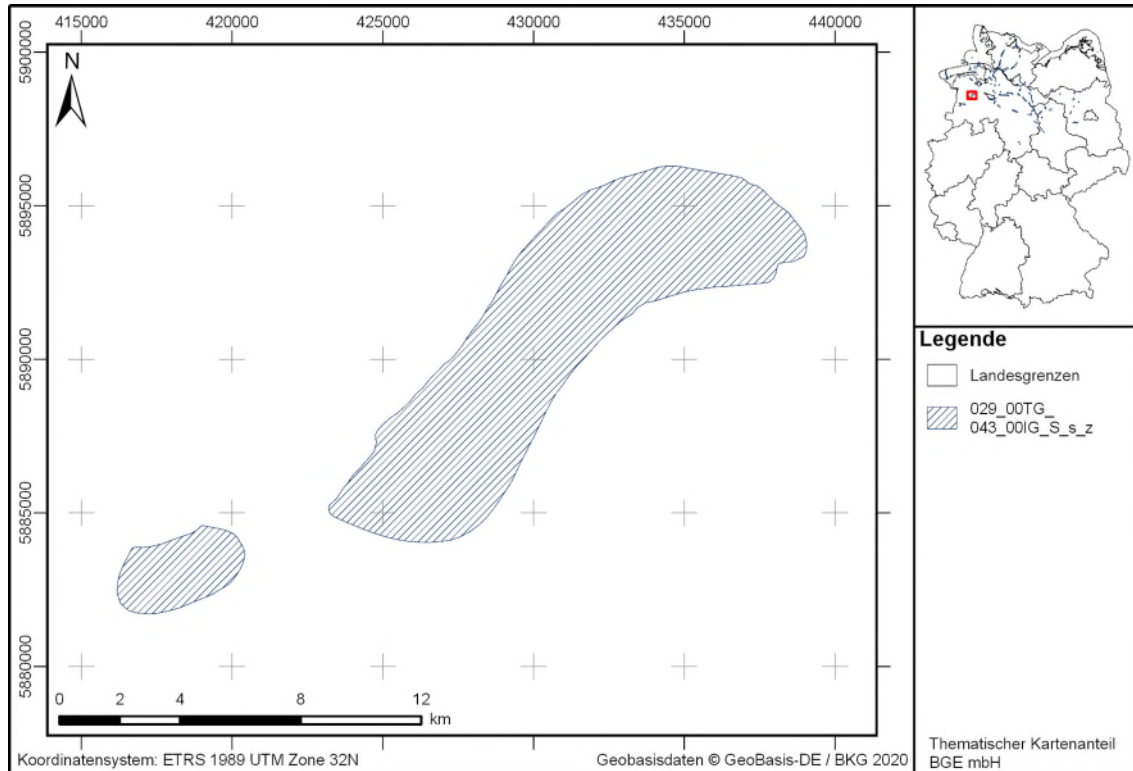 415000 420000 425000 430000 435000 440000
5900000
5895000
5890000
5885000
5880000
N
0 2 4 8 12
km
Koordinatensystem: ETRS 1989 UTM Zone 32N
Geobasisdaten © GeoBasis-DE / BKG 2020
Legende
Landesgrenzen
029_00TG_
043_00IG_S_s_z
Thematischer Kartenanteil
BGE mbH